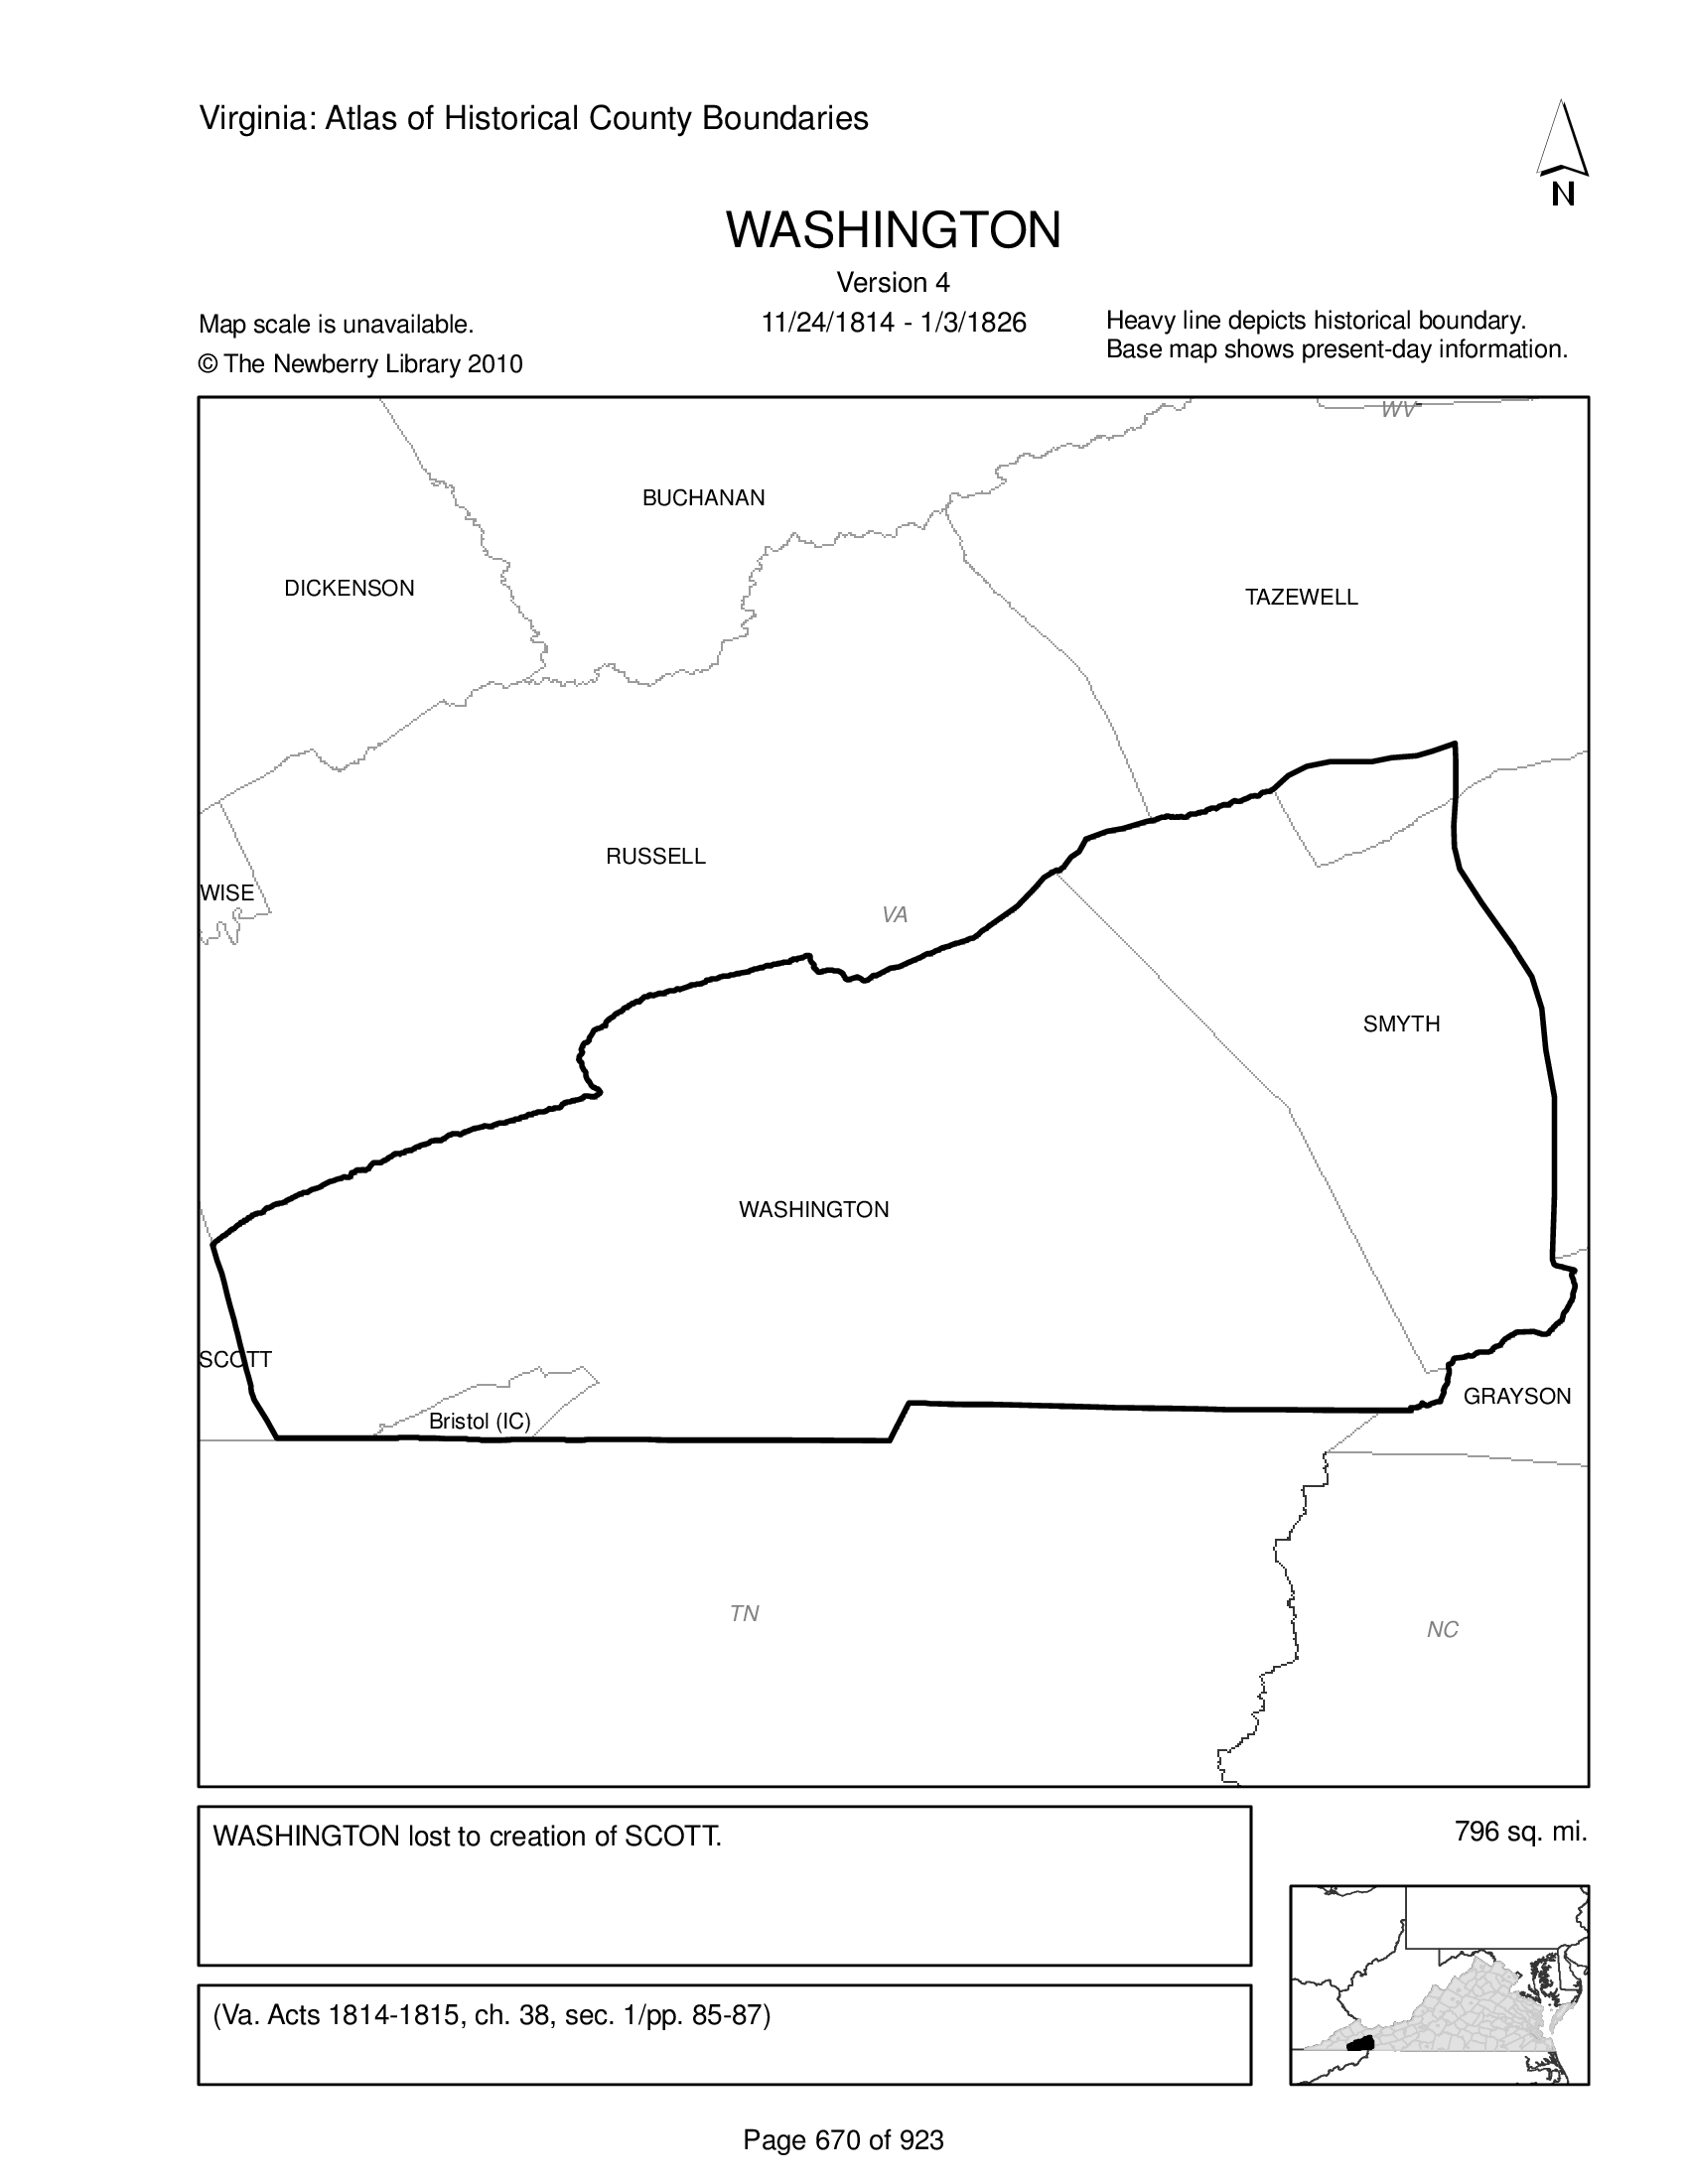 Virginia: Atlas of Historical County Boundaries
N
WASHINGTON
Version 4
11/24/1814 - 1/3/1826
Map scale is unavailable.
© The Newberry Library 2010
Heavy line depicts historical boundary.
Base map shows present-day information.
WV
BUCHANAN
DICKENSON
TAZEWELL
RUSSELL
WISE
VA
SMYTH
WASHINGTON
SCOTT
GRAYSON
Bristol (IC)
TN
NC
WASHINGTON lost to creation of SCOTT.
796 sq. mi.
(Va. Acts 1814-1815, ch. 38, sec. 1/pp. 85-87)
Page 670 of 923